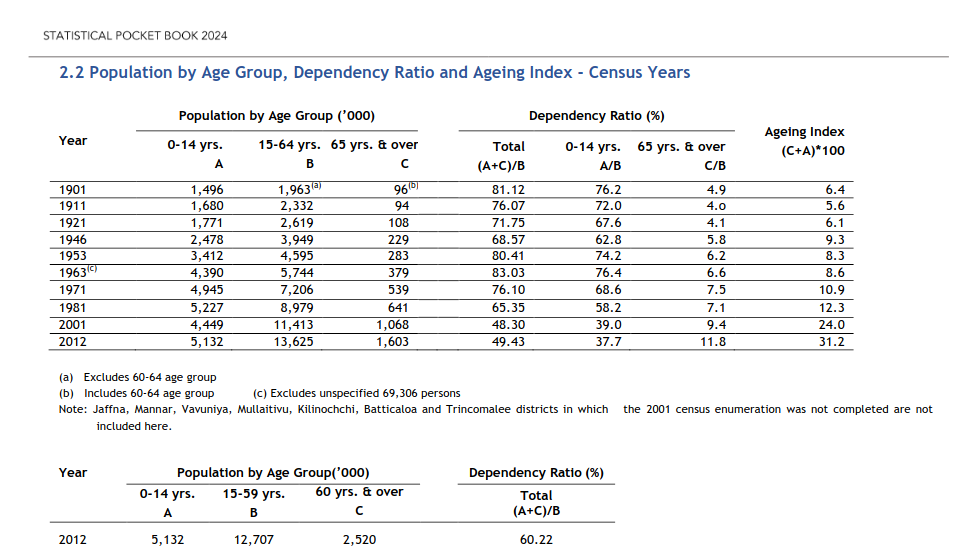 STATISTICAL POCKET BOOK 2024
2.2 Population by Age Group, Dependency Ratio and Ageing Index - Census Years
Population by Age Group ('000) Dependency Ratio (%)
Year Ageing Index
0-14 yrs. 15-64 yrs. 65 yrs. & over Total 0-14 yrs. 65 yrs. & over (C+A)*100
A B C (A+C)/B A/B C/B
1901 1,496 1,963(a) 96(b) 81.12 76.2 4.9 6.4
1911 1,680 2,332 94 76.07 72.0 4.o 5.6
1921 1,771 2,619 108 71.75 67.6 4.1 6.1
1946 2,478 3,949 229 68.57 62.8 5.8 9.3
1953 3,412 4,595 283 80.41 74.2 6.2 8.3
1963(c) 4,390 5,744 379 83.03 76.4 6.6 8.6
1971 4,945 7,206 539 76.10 68.6 7.5 10.9
1981 5,227 8,979 641 65.35 58.2 7.1 12.3
2001 4,449 11,413 1,068 48.30 39.0 9.4 24.0
2012 5,132 13,625 1,603 49.43 37.7 11.8 31.2
(a) Excludes 60-64 age group
(b) Includes 60-64 age group (c) Excludes unspecified 69,306 persons
Note: Jaffna, Mannar, Vavuniya, Mullaitivu, Kilinochchi, Batticaloa and Trincomalee districts in which the 2001 census enumeration was not completed are not
included here.
Year Population by Age Group('000) Dependency Ratio (%)
0-14 yrs. 15-59 yrs. 60 yrs. & over Total
A B C (A+C)/B
2012 5,132 12,707 2,520 60.22